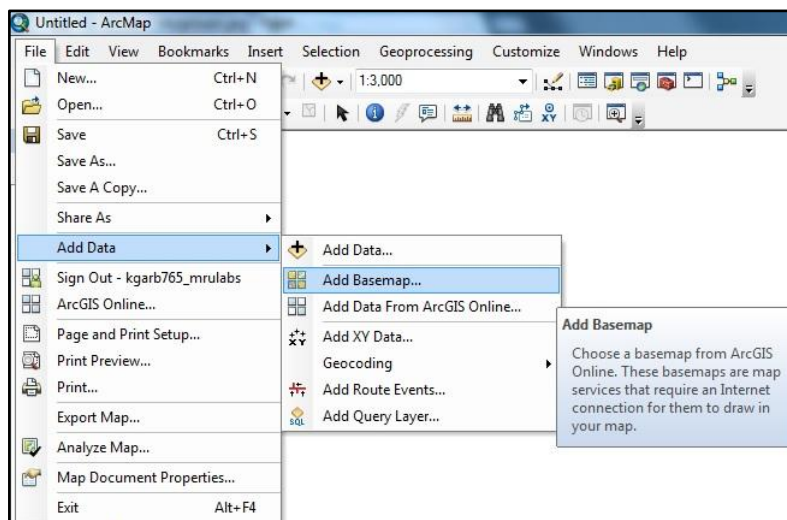 Untitled - ArcMap
File Edit View Bookmarks Insert Selection Geoprocessing Customize Windows Help
1:3,000
New... Ctrl+N
Open... Ctrl+O
Save Ctrl+S
Save As...
Save A Copy...
Share As
Add Data
Sign Out - kgarb765_mrulabs
ArcGIS Online...
Page and Print Setup...
Print Preview...
Print...
Export Map...
Analyze Map...
Map Document Properties...
Exit Alt+F4
Add Data...
Add Basemap...
Add Data From ArcGIS Online...
XY Add XY Data...
Geocoding
Add Route Events...
SQL Add Query Layer...
XY
Add Basemap
Choose a basemap from ArcGIS
Online. These basemaps are map
services that require an Internet
connection for them to draw in
your map.